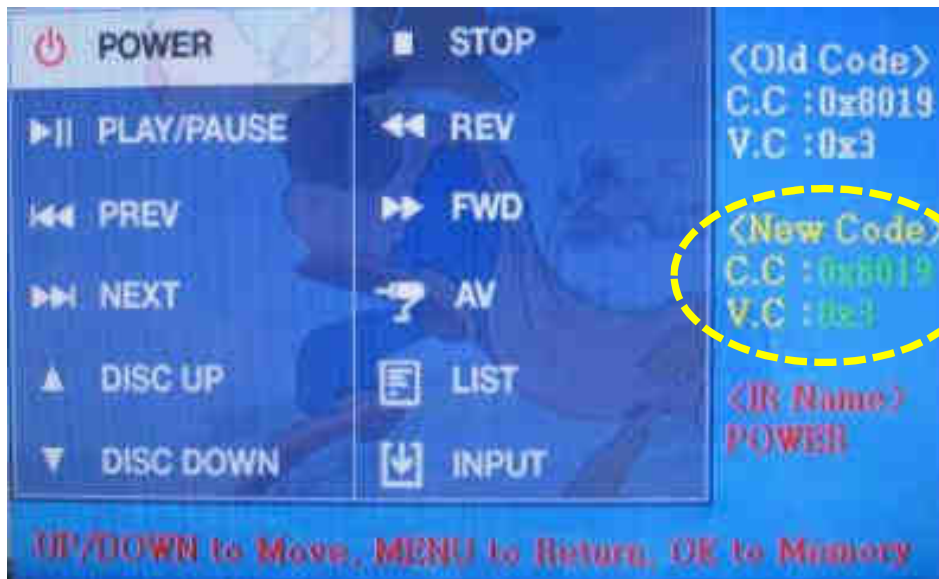 POWER
PLAY/PAUSE
PREV
NEXT
DISC UP
DISC DOWN
STOP
REV
FWD
AV
LIST
INPUT
<Old Code>
C.C :0x8019
V.C :0x3
<New Code>
C.C :0x8019
V.C :0x3
<IR Name>
POWER
UP/DOWN to Move, MENU to Return, OK to Memory